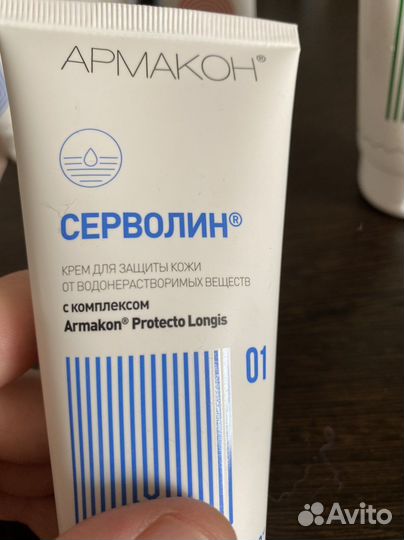 АРМАКОН®
СЕРВОЛИН®
КРЕМ ДЛЯ ЗАЩИТЫ КОЖИ
ОТ ВОДОНЕРАСТВОРИМЫХ ВЕЩЕСТВ
С КОМПЛЕКСОМ
Armakon® Protecto Longis
01
Avito